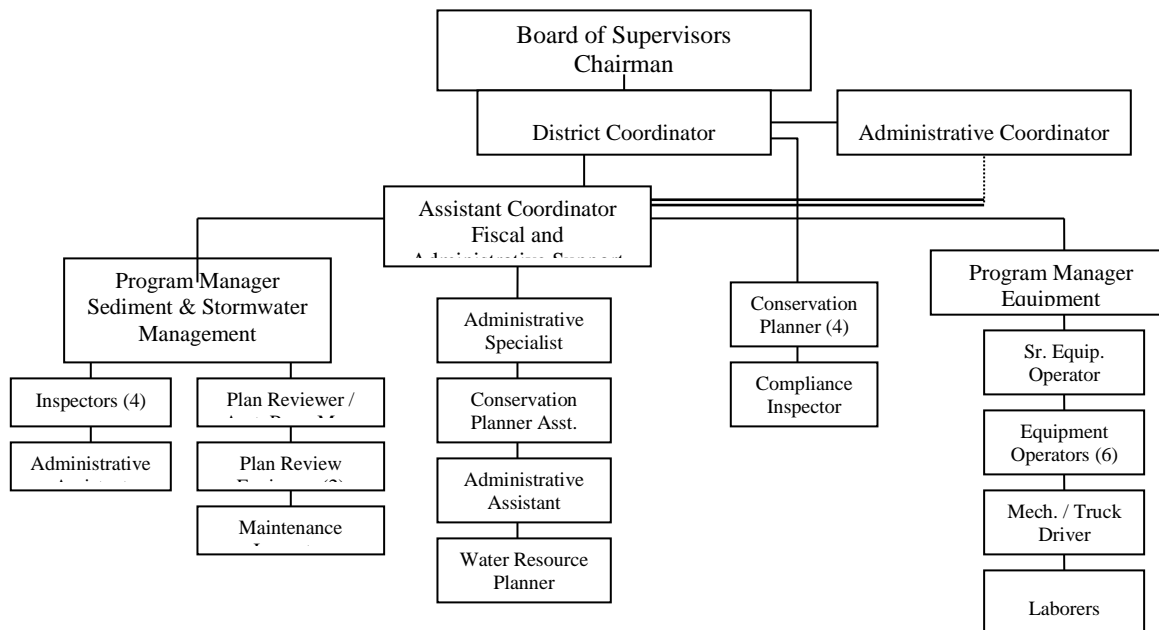 Board of Supervisors
Chairman
District Coordinator
Administrative Coordinator
Assistant Coordinator
Fiscal and
Administrative Support
Program Manager
Sediment & Stormwater
Management
Program Manager
Equipment
Inspectors (4)
Administrative
Plan Reviewer /
Plan Review
Maintenance
Administrative
Specialist
Conservation
Planner Asst.
Administrative
Assistant
Water Resource
Planner
Conservation
Planner (4)
Compliance
Inspector
Sr. Equip.
Operator
Equipment
Operators (6)
Mech. / Truck
Driver
Laborers